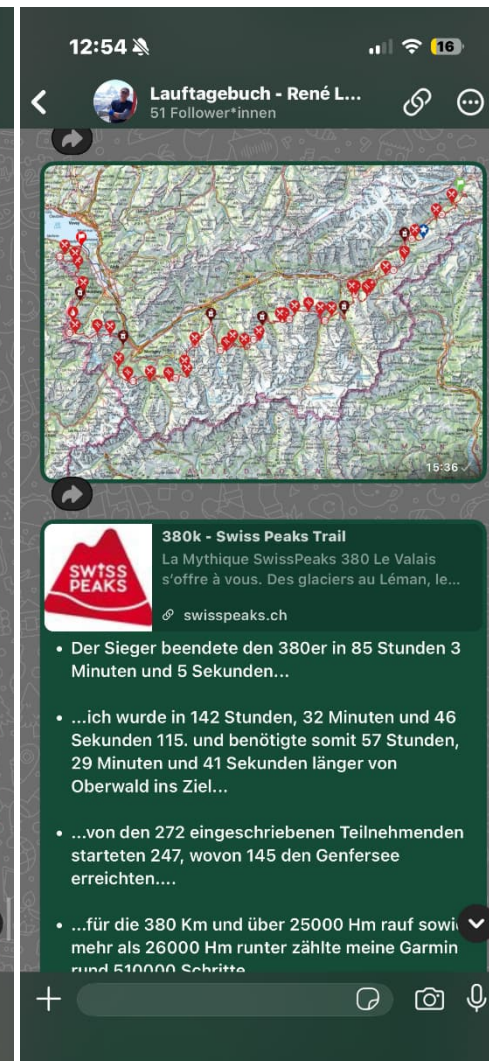 12:54
16
Lauftagebuch - René L...
51 Follower*innen
15:36
SWISS
PEAKS
380k - Swiss Peaks Trail
La Mythique SwissPeaks 380 Le Valais
s'offre à vous. Des glaciers au Léman, le...
swisspeaks.ch
• Der Sieger beendete den 380er in 85 Stunden 3
Minuten und 5 Sekunden...
• ...ich wurde in 142 Stunden, 32 Minuten und 46
Sekunden 115. und benötigte somit 57 Stunden,
29 Minuten und 41 Sekunden länger von
Oberwald ins Ziel...
• ...von den 272 eingeschriebenen Teilnehmenden
starteten 247, wovon 145 den Genfersee
erreichten....
• ...für die 380 Km und über 25000 Hm rauf sowi
mehr als 26000 Hm runter zählte meine Garmin
rund 510000 Schritte